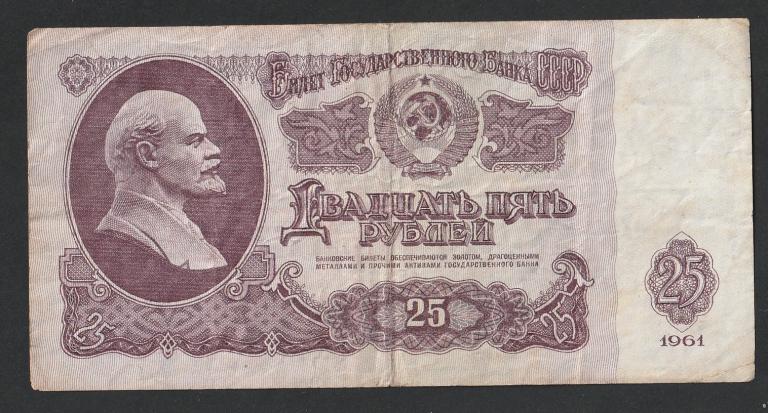 Билет Государственного Банка СССР
Двадцать пять
рублей
БАНКОВСКИЕ БИЛЕТЫ ОБЕСПЕЧИВАЮТСЯ ЗОЛОТОМ, ДРАГОЦЕННЫМИ
МЕТАЛЛАМИ И ПРОЧИМИ АКТИВАМИ ГОСУДАРСТВЕННОГО БАНКА
25
25
25
25
1961